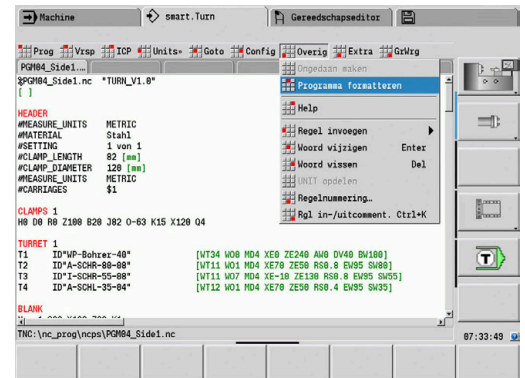 Machine
smart.Turn
Gereedschapseditor
Prog Vrsp ICP Units» Goto Config Overig Extra GrWrg
PGM04_Side1.nc...
%PGM04_Side1.nc "TURN_V1.0"
[ ]
HEADER
#MEASURE_UNITS METRIC
#MATERIAL Stahl
#SETTING 1 von 1
#CLAMP_LENGTH 82 [mm]
#CLAMP_DIAMETER 120 [mm]
#MEASURE_UNITS METRIC
#CARRIAGES $1
CLAMPS 1
H0 D0 R0 Z180 B20 J82 O-63 K15 X120 Q4
TURRET 1
T1 ID"WP-Bohrer-40" [WT34 WO0 MD4 XE0 ZE240 AW0 DV40 BW180]
T2 ID"A-SCHR-80-08" [WT11 WO1 MD4 XE70 ZE50 RS0.8 EW95 SW80]
T3 ID"I-SCHR-55-08" [WT11 WO7 MD4 XE-10 ZE130 RS0.8 EW95 SW55]
T4 ID"A-SCHL-35-04" [WT12 WO1 MD4 XE70 ZE50 RS0.4 EW95 SW35]
BLANK
Ongedaan maken
Programma formatteren
Help
Regel invoegen
Woord wijzigen Enter
Woord wissen Del
UNIT opdelen
Regelnummering...
Rgl in-/uitcomment. Ctrl+K
T
TNC:\nc_prog\ncps\PGM04_Side1.nc
07:33:49